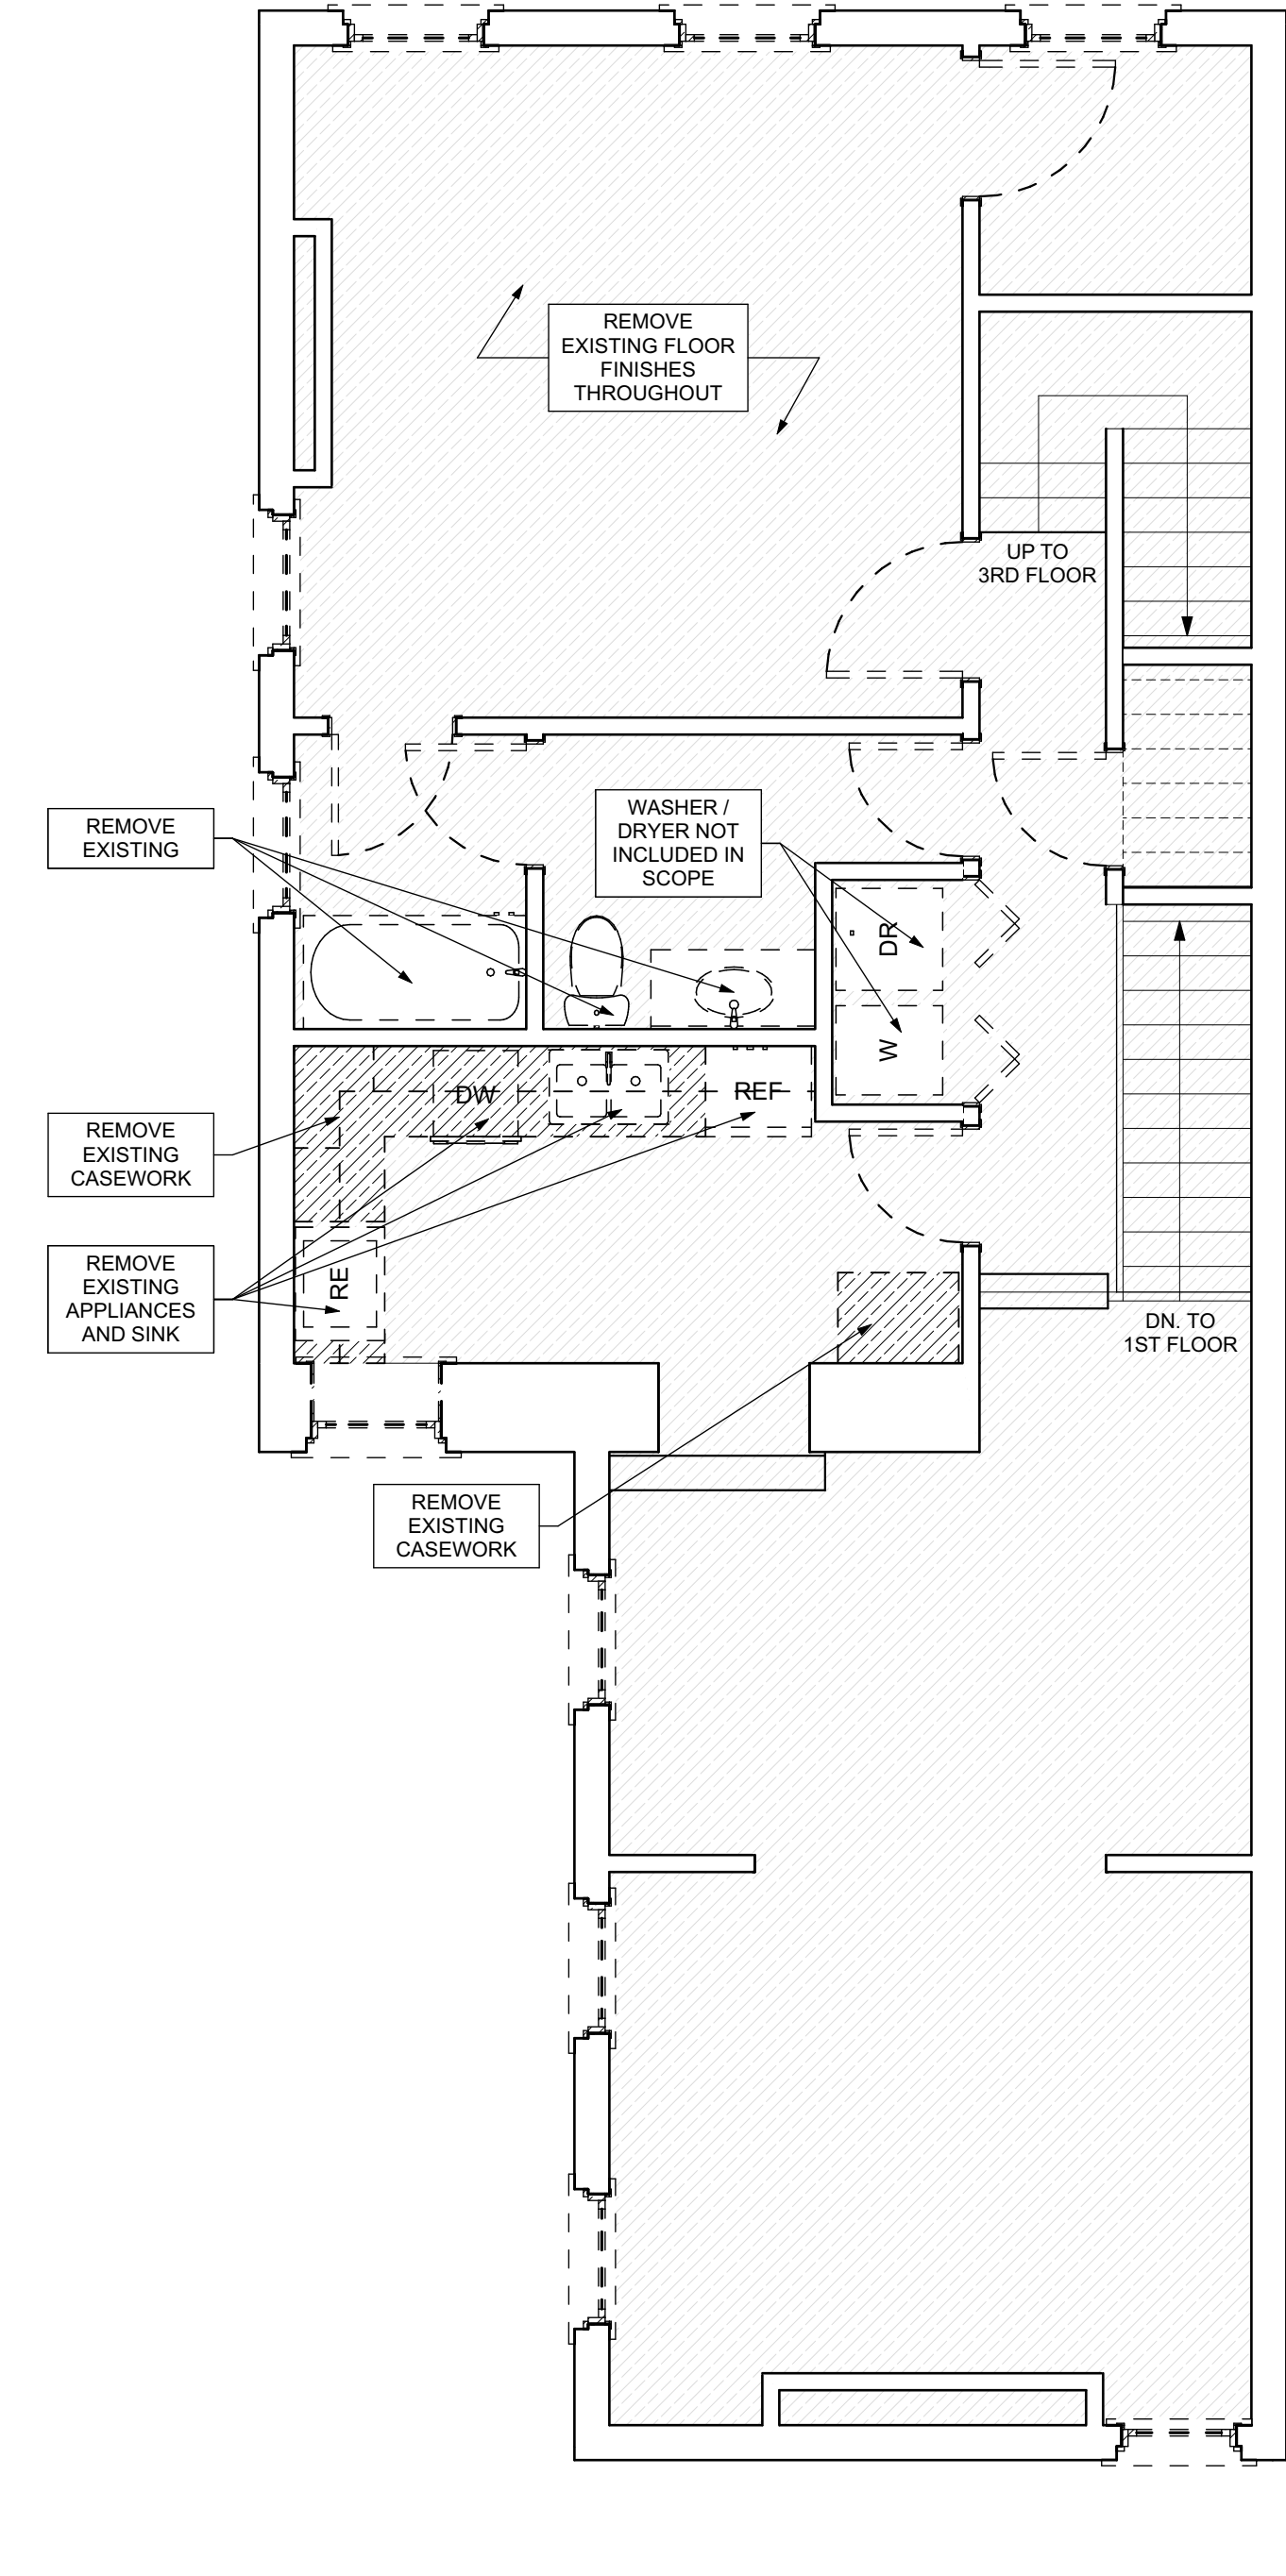 REMOVE
EXISTING FLOOR
FINISHES
THROUGHOUT
UP TO
3RD FLOOR
REMOVE
EXISTING
WASHER /
DRYER NOT
INCLUDED IN
SCOPE
DR
W
DW
REF
REMOVE
EXISTING
CASEWORK
REMOVE
EXISTING
APPLIANCES
AND SINK
RE
DN. TO
1ST FLOOR
REMOVE
EXISTING
CASEWORK